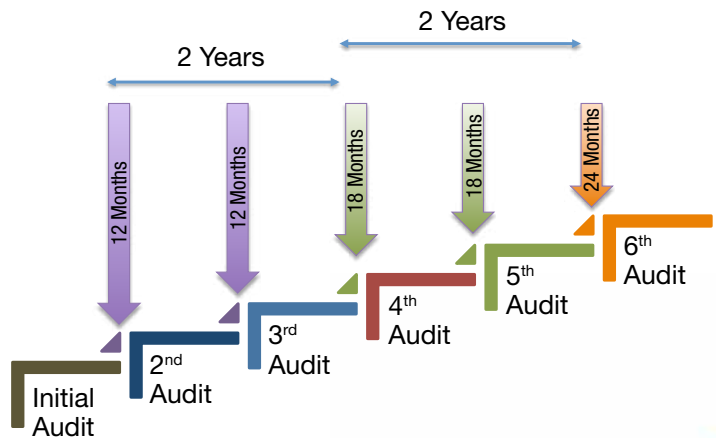 2 Years
2 Years
12 Months
12 Months
18 Months
18 Months
24 Months
Initial
Audit
2nd
Audit
3rd
Audit
4th
Audit
5th
Audit
6th
Audit